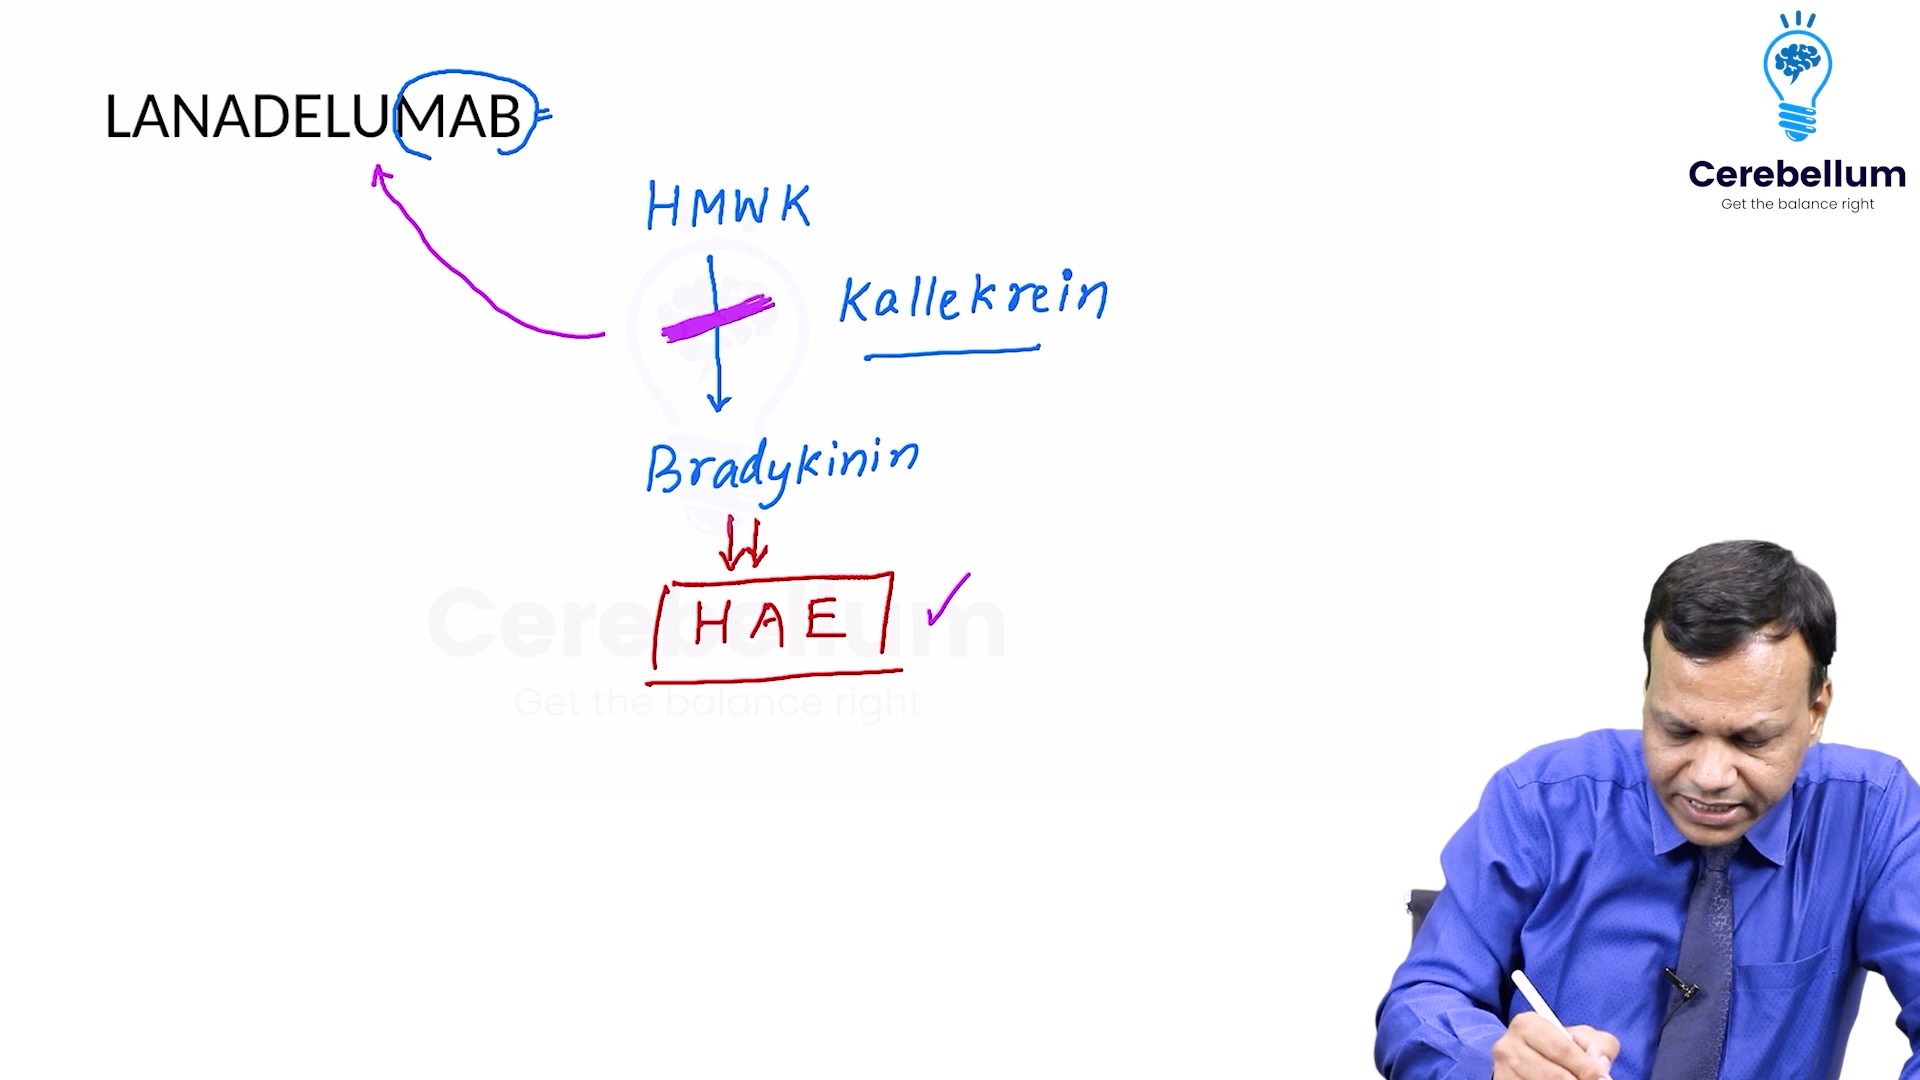 LANADELUMAB =
Cerebellum
Get the balance right
HMWK
Kallekrein
Bradykinin
HAE
Cerebellum
Get the balance right